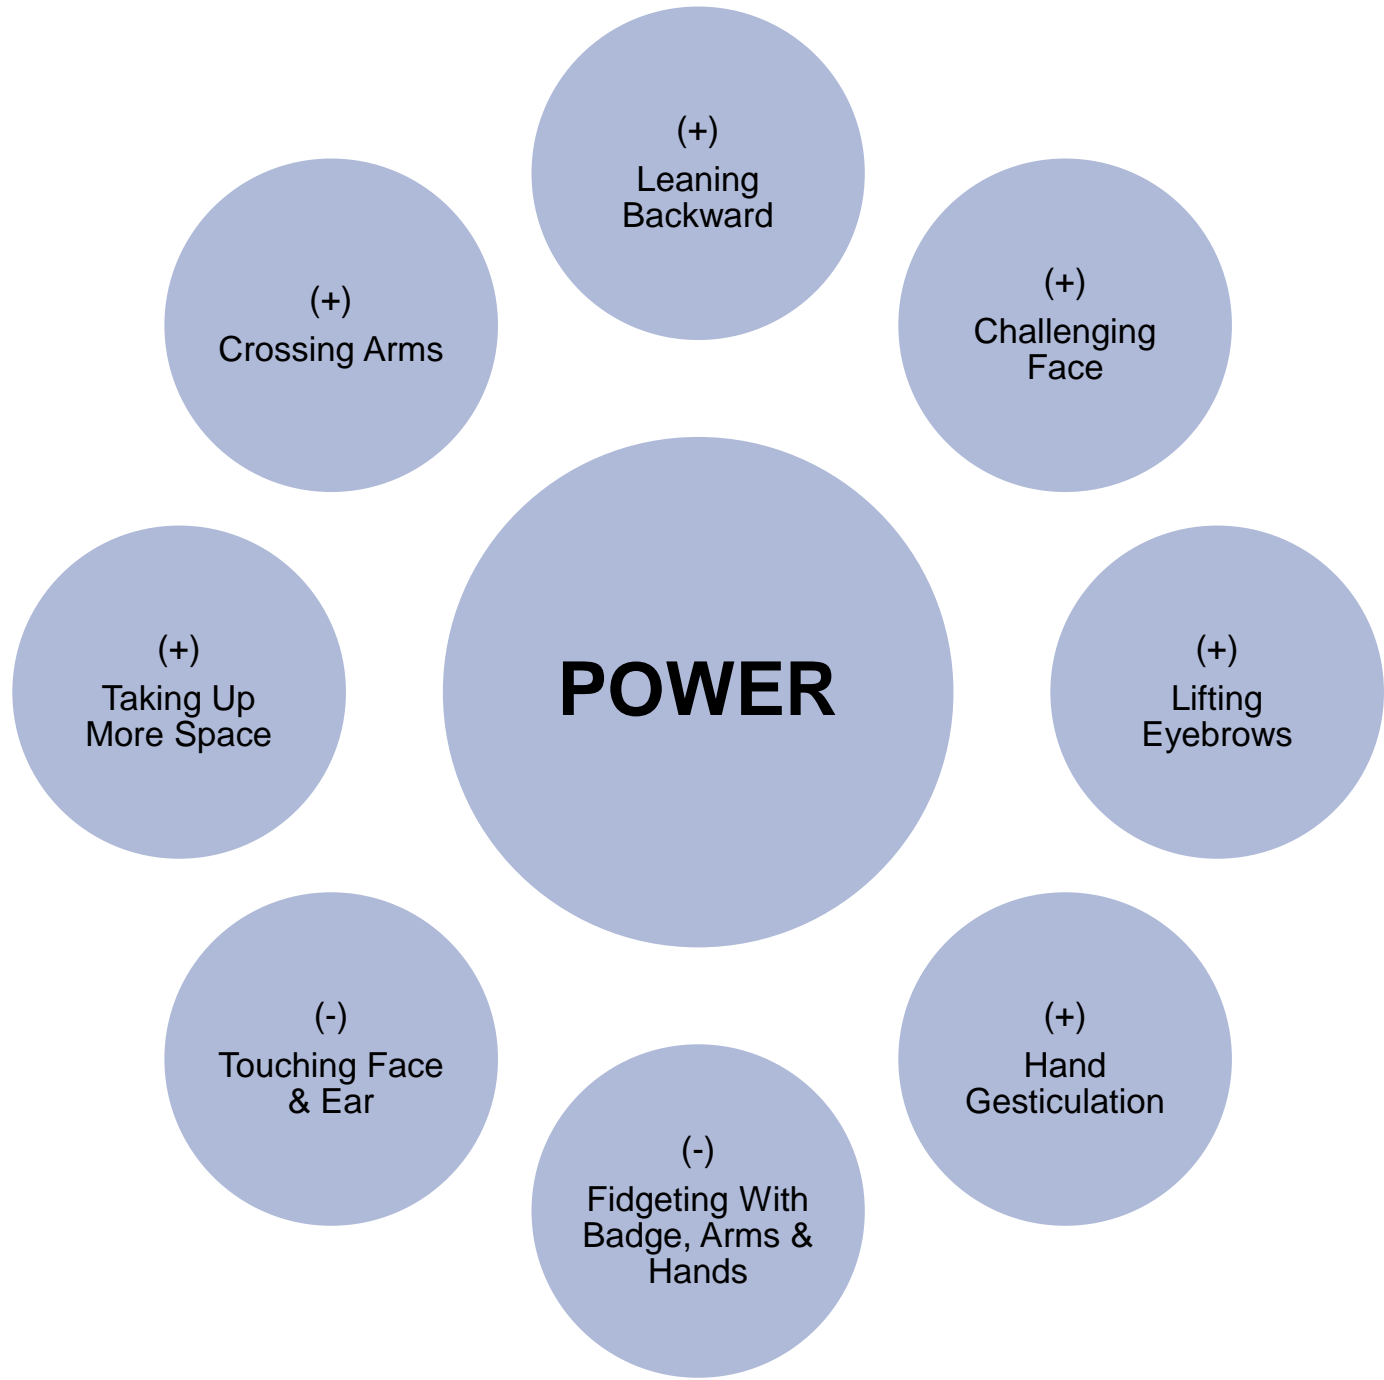 (+)
Leaning
Backward
(+)
Challenging
Face
(+)
Lifting
Eyebrows
(+)
Hand
Gesticulation
(-)
Fidgeting With
Badge, Arms &
Hands
(-)
Touching Face
& Ear
(+)
Taking Up
More Space
(+)
Crossing Arms
POWER